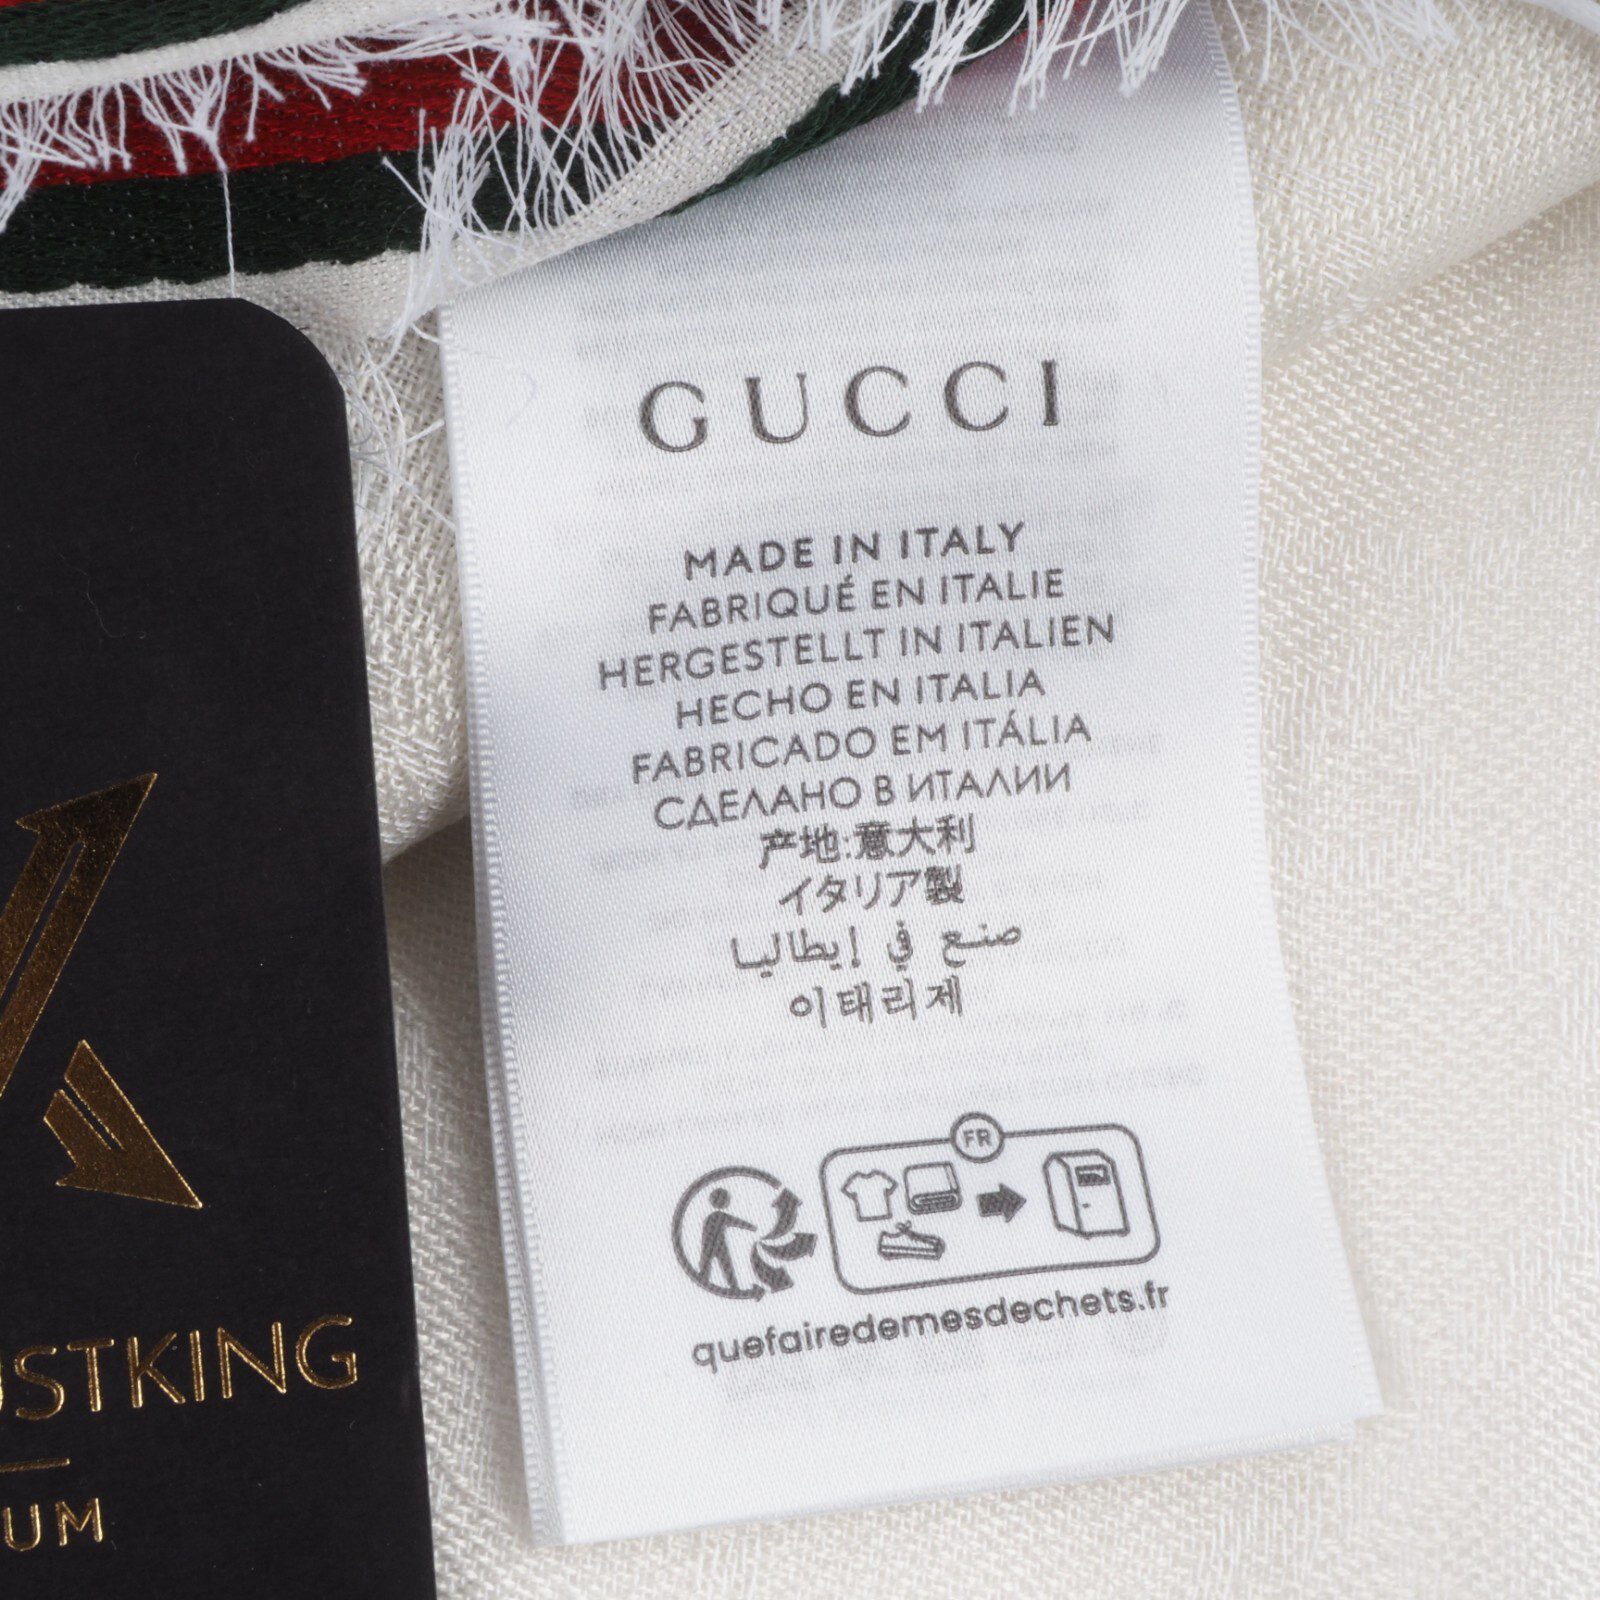 GUCCI
MADE IN ITALY
FABRIQUÉ EN ITALIE
HERGESTELLT IN ITALIEN
HECHO EN ITALIA
FABRICADO EM ITÁLIA
СДЕЛАНО В ИТАЛИИ
产地:意大利
イタリア製
صنع في إيطاليا
이태리제
FR
quefairedemesdechets.fr
USTKING
UM